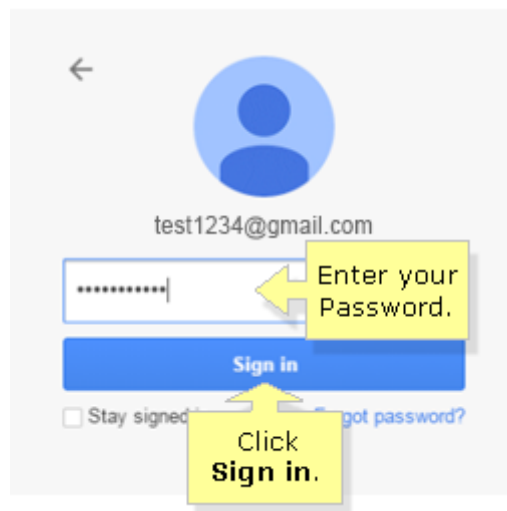 test1234@gmail.com
•••••••••••
Enter your
Password.
Sign in
Stay signed
got password?
Click
Sign in.